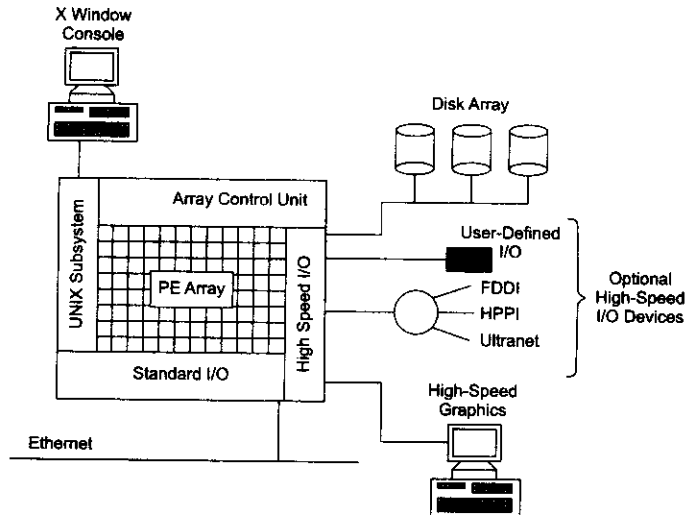 X Window
Console
Disk Array
Array Control Unit
UNIX Subsystem
PE Array
High Speed I/O
Standard I/O
User-Defined
I/O
FDDI
HPPI
Ultranet
Optional
High-Speed
I/O Devices
High-Speed
Graphics
Ethernet